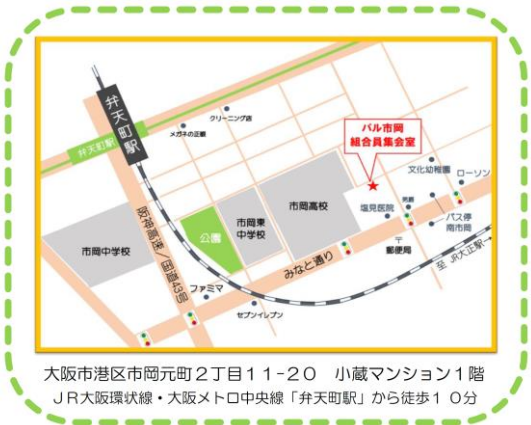 弁天町駅
弁天町駅
メガネの正視
クリーニング店
パル市岡
組合員集会室
文化幼稚園
ローソン
塩見医院
バス停
南市岡
〒
郵便局
至 JR大正駅→
市岡高校
市岡東
中学校
公園
市岡中学校
阪神高速/国道43号
みなと通り
ファミマ
セブンイレブン
大阪市港区市岡元町2丁目11-20 小蔵マンション1階
JR大阪環状線・大阪メトロ中央線「弁天町駅」から徒歩10分